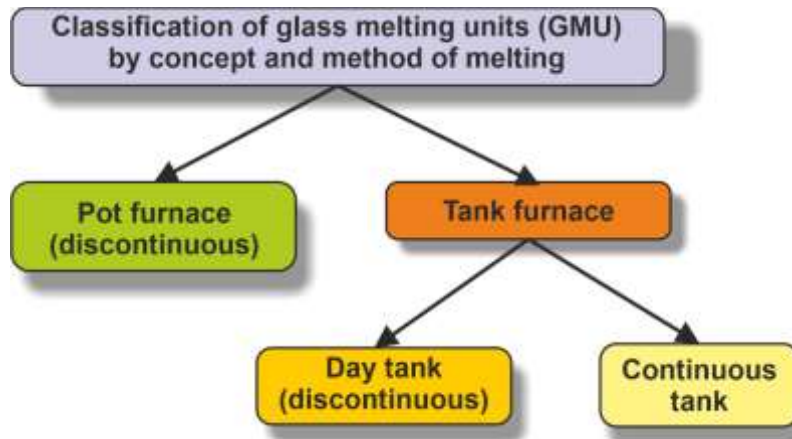 Classification of glass melting units (GMU)
by concept and method of melting
Pot furnace
(discontinuous)
Tank furnace
Day tank
(discontinuous)
Continuous
tank